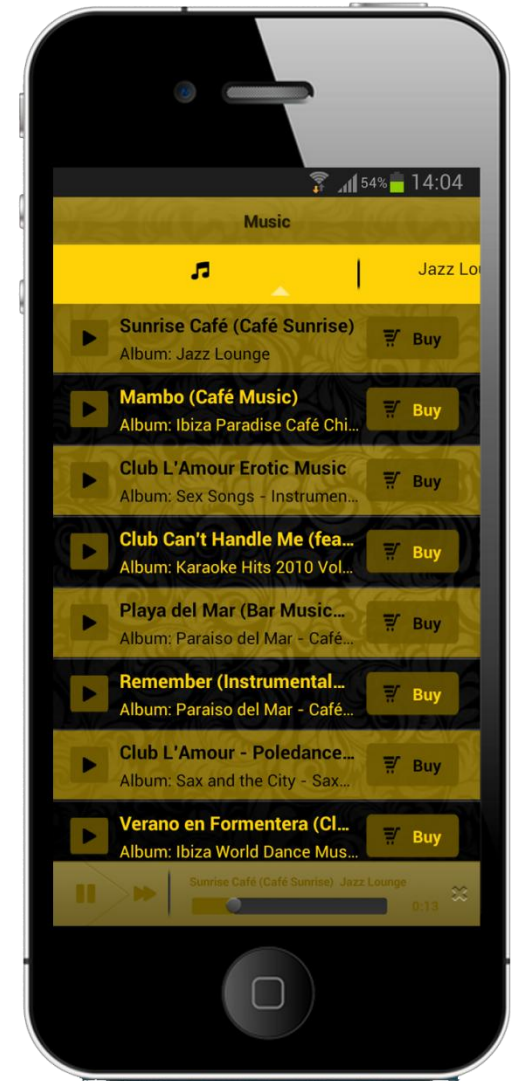 54% 14:04
Music
Jazz Lou
Sunrise Café (Café Sunrise)
Album: Jazz Lounge
Buy
Mambo (Café Music)
Album: Ibiza Paradise Café Chi...
Buy
Club L'Amour Erotic Music
Album: Sex Songs - Instrumen...
Buy
Club Can't Handle Me (fea...
Album: Karaoke Hits 2010 Vol...
Buy
Playa del Mar (Bar Music...
Album: Paraiso del Mar - Café...
Buy
Remember (Instrumental...
Album: Paraiso del Mar - Café...
Buy
Club L'Amour - Poledance...
Album: Sax and the City - Sax...
Buy
Verano en Formentera (Cl...
Album: Ibiza World Dance Mus...
Buy
Sunrise Café (Café Sunrise) Jazz Lounge
0:13